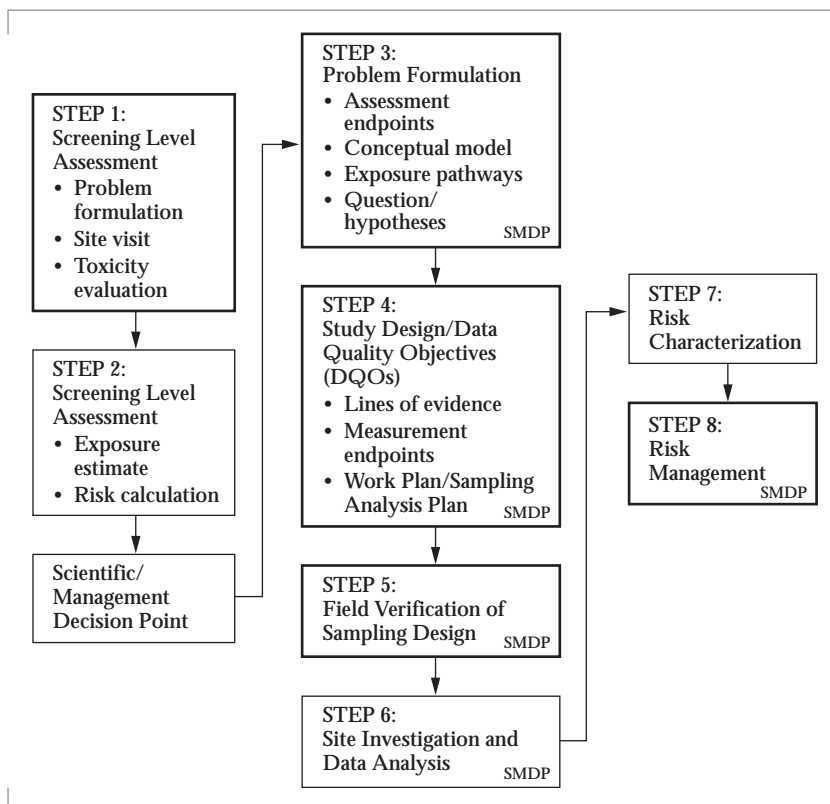 STEP 1:
Screening Level
Assessment
• Problem
formulation
• Site visit
• Toxicity
evaluation
STEP 2:
Screening Level
Assessment
• Exposure
estimate
• Risk calculation
Scientific/
Management
Decision Point
STEP 3:
Problem Formulation
• Assessment
endpoints
• Conceptual model
• Exposure pathways
• Question/
hypotheses
SMDP
STEP 4:
Study Design/Data
Quality Objectives
(DQOs)
• Lines of evidence
• Measurement
endpoints
• Work Plan/Sampling
Analysis Plan
SMDP
STEP 5:
Field Verification of
Sampling Design
SMDP
STEP 6:
Site Investigation and
Data Analysis
SMDP
STEP 7:
Risk
Characterization
STEP 8:
Risk
Management
SMDP